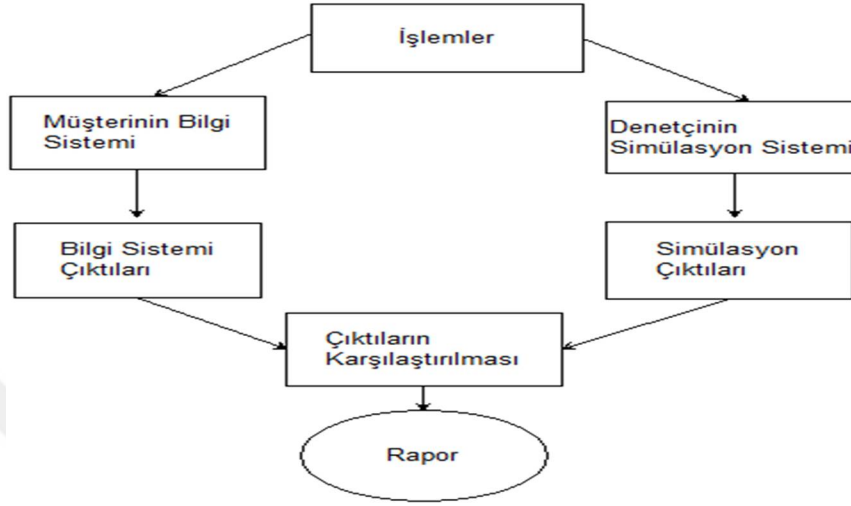 İşlemler
Müşterinin Bilgi
Sistemi
Denetçinin
Simülasyon Sistemi
Bilgi Sistemi
Çıktıları
Simülasyon
Çıktıları
Çıktıların
Karşılaştırılması
Rapor